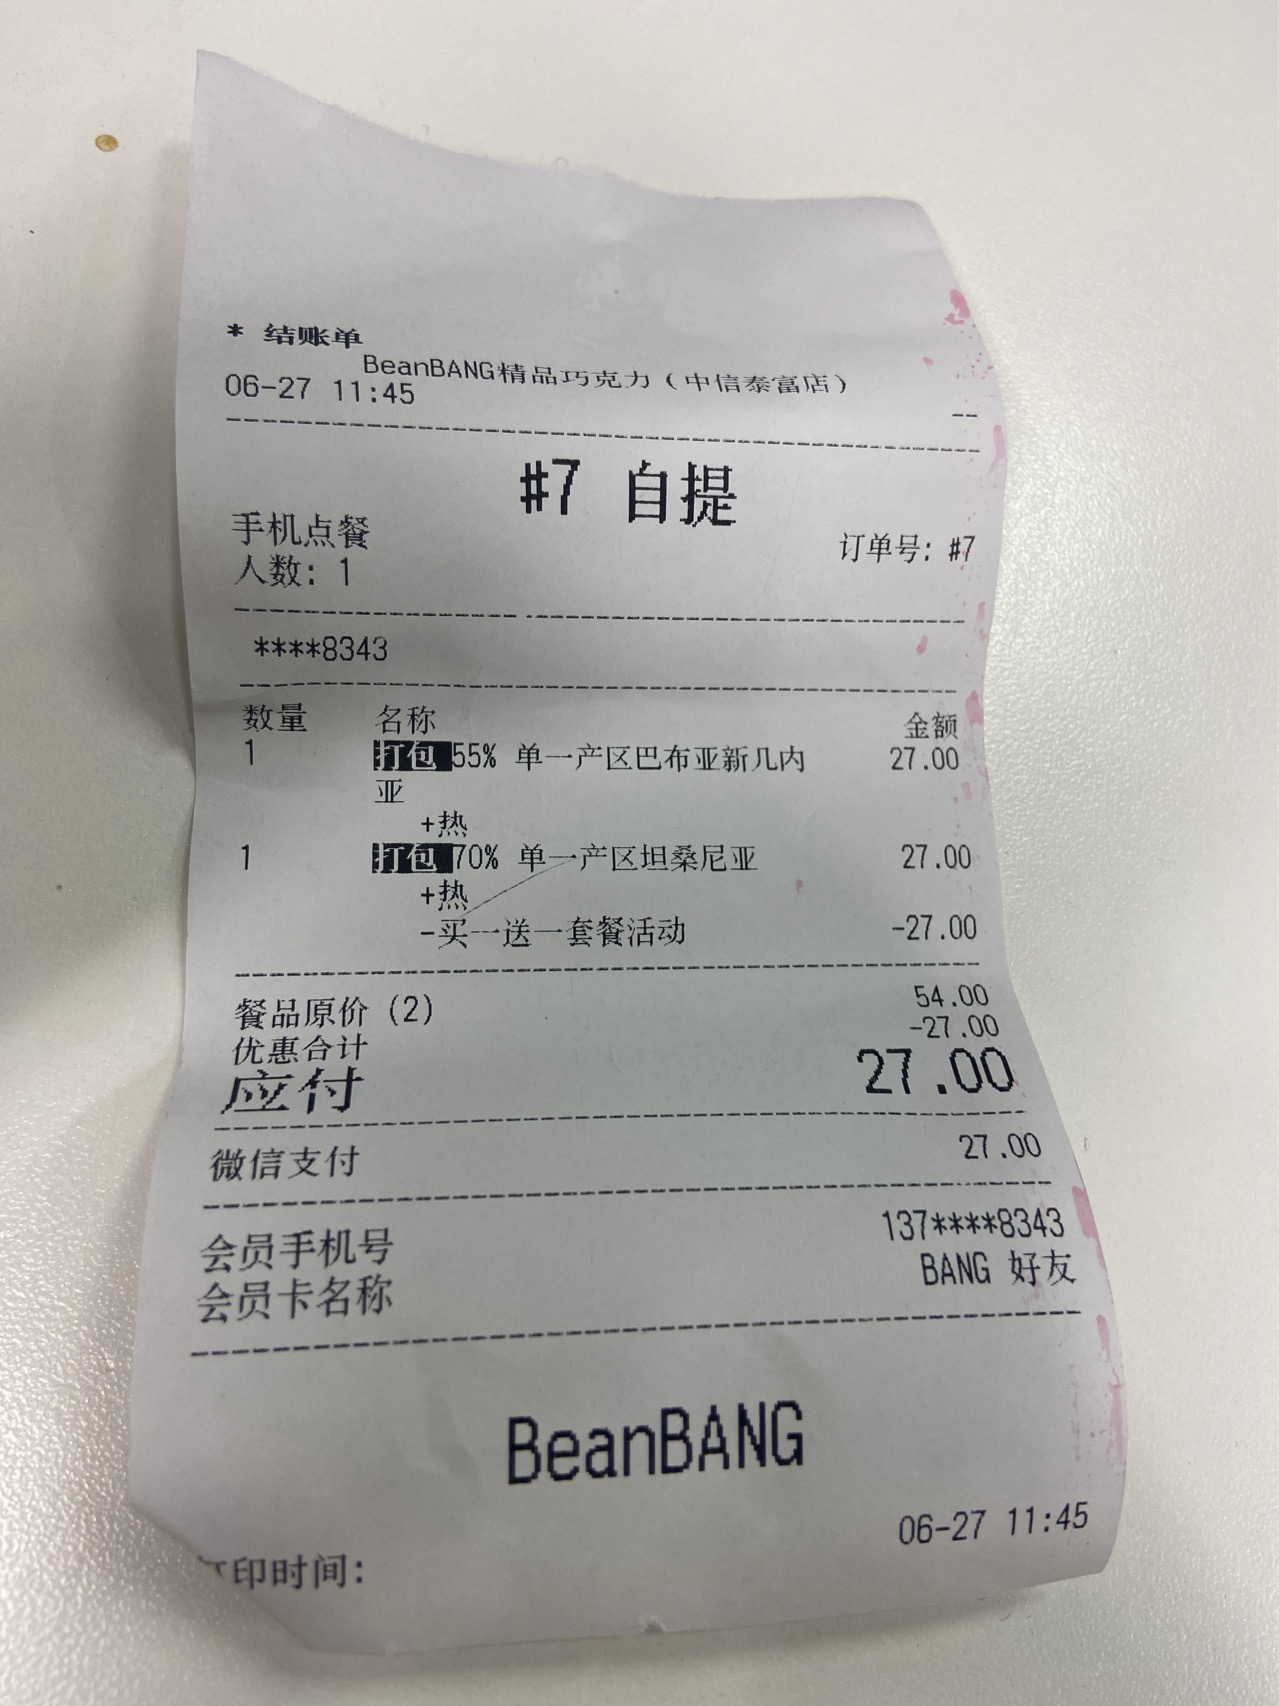 * 结账单
BeanBANG精品巧克力（中信泰富店）
06-27 11:45
--
#7 自提
手机点餐
订单号: #7
人数: 1
****8343
数量 名称 金额
1 打包 55% 单一产区巴布亚新几内 27.00
亚
+热
1 打包 70% 单一产区坦桑尼亚 27.00
+热
-买一送一套餐活动 -27.00
餐品原价 (2) 54.00
优惠合计 -27.00
应付 27.00
微信支付 27.00
会员手机号 137****8343
会员卡名称 BANG 好友
BeanBANG
打印时间: 06-27 11:45